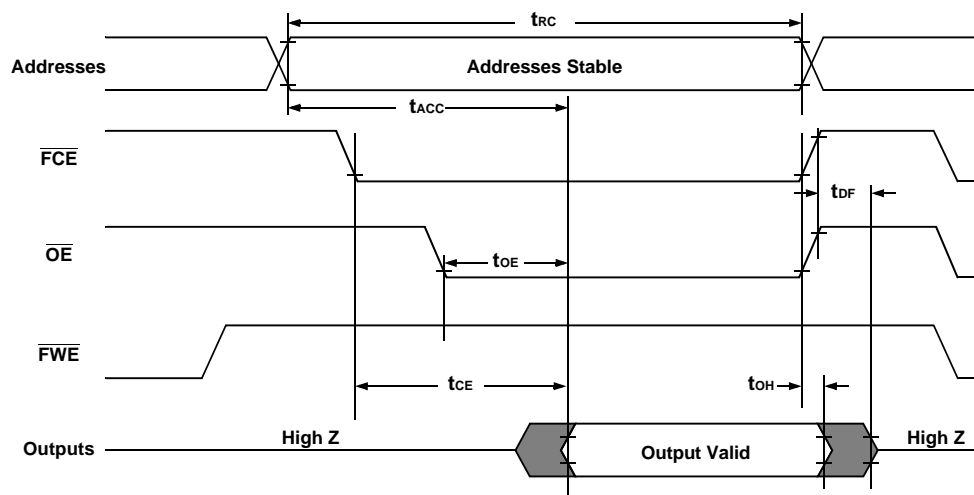 tRC
Addresses
Addresses Stable
tACC
FCE
tDF
OE
tOE
FWE
tCE
tOH
Outputs
High Z
Output Valid
High Z